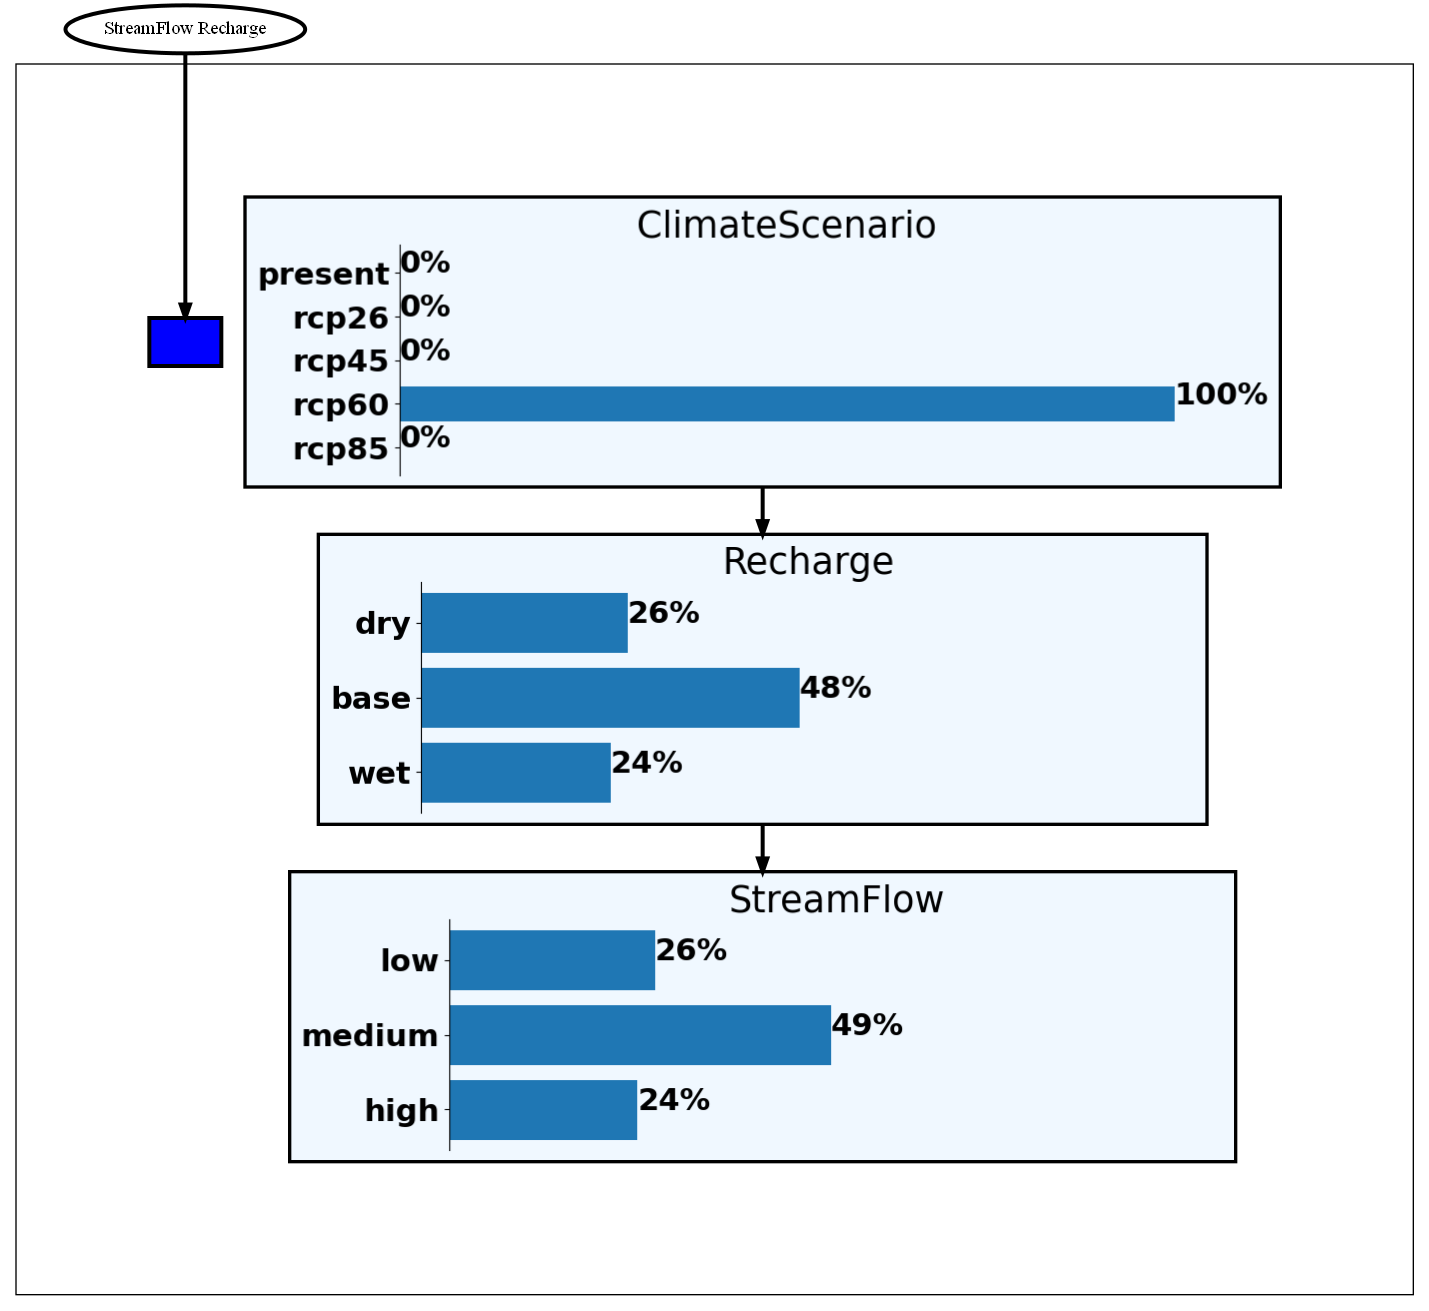 StreamFlow Recharge
ClimateScenario
present 0%
rcp26 0%
rcp45 0%
rcp60 100%
rcp85 0%
Recharge
dry 26%
base 48%
wet 24%
StreamFlow
low 26%
medium 49%
high 24%